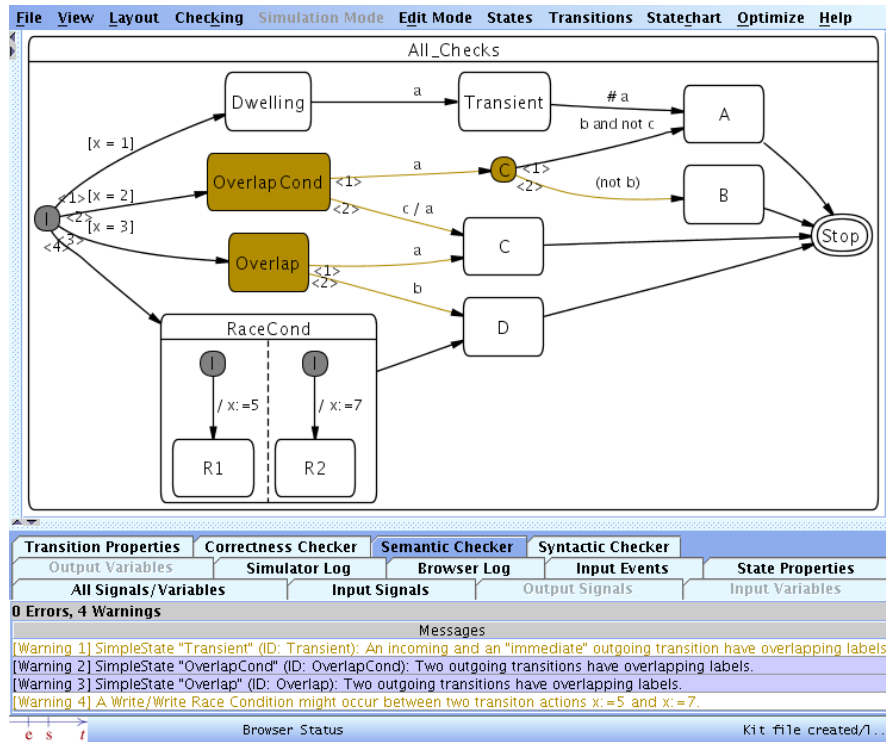 File View Layout Checking Simulation Mode Edit Mode States Transitions Statechart Optimize Help
All_Checks
Dwelling
a
Transient
# a
A
b and not c
[x = 1]
OverlapCond
<1>
a
C
<1>
<2>
(not b)
B
<1>
[x = 2]
<2>
<2>
c / a
I
[x = 3]
<3>
<4>
Overlap
<1>
<2>
a
C
Stop
b
D
RaceCond
I
I
/ x:=5
/ x:=7
R1
R2
Transition Properties Correctness Checker Semantic Checker Syntactic Checker
Output Variables Simulator Log Browser Log Input Events State Properties
All Signals/Variables Input Signals Output Signals Input Variables
0 Errors, 4 Warnings
Messages
[Warning 1] SimpleState "Transient" (ID: Transient): An incoming and an "immediate" outgoing transition have overlapping labels
[Warning 2] SimpleState "OverlapCond" (ID: OverlapCond): Two outgoing transitions have overlapping labels.
[Warning 3] SimpleState "Overlap" (ID: Overlap): Two outgoing transitions have overlapping labels.
[Warning 4] A Write/Write Race Condition might occur between two transiton actions x:=5 and x:=7.
e s t Browser Status Kit file created/1...